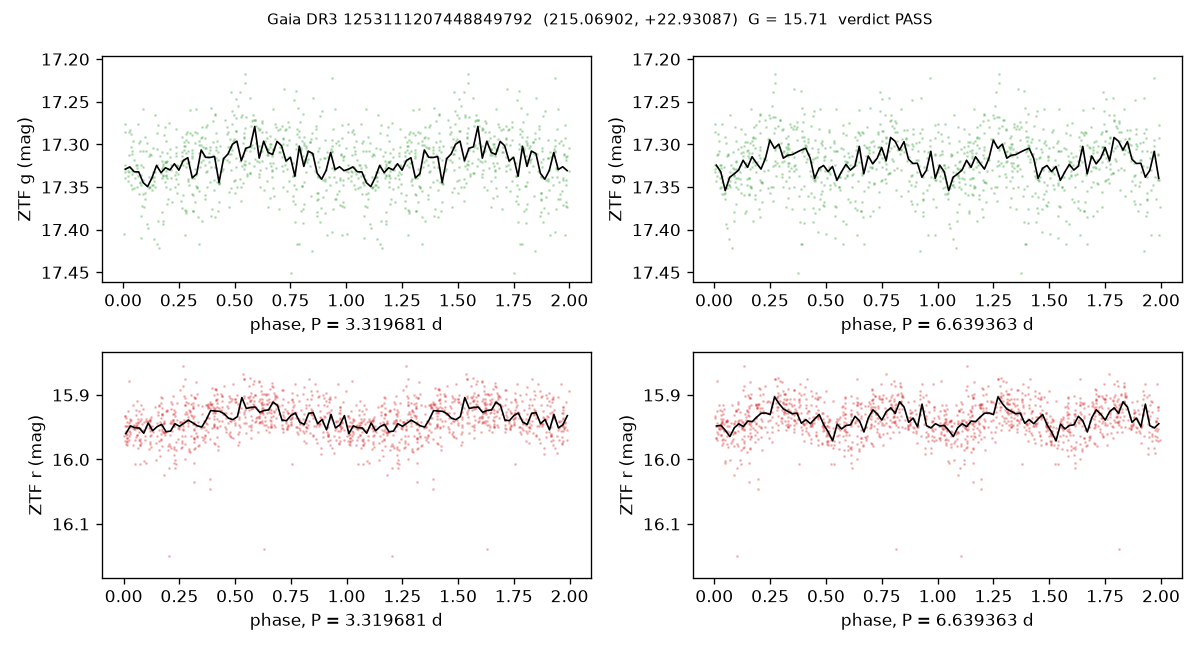 Gaia DR3 1253111207448849792 (215.06902, +22.93087) G = 15.71 verdict PASS
17.20
17.25
17.30
17.35
17.40
17.45
ZTF g (mag)
0.00 0.25 0.50 0.75 1.00 1.25 1.50 1.75 2.00
phase, P = 3.319681 d
17.20
17.25
17.30
17.35
17.40
17.45
ZTF g (mag)
0.00 0.25 0.50 0.75 1.00 1.25 1.50 1.75 2.00
phase, P = 6.639363 d
15.9
16.0
16.1
ZTF r (mag)
0.00 0.25 0.50 0.75 1.00 1.25 1.50 1.75 2.00
phase, P = 3.319681 d
15.9
16.0
16.1
ZTF r (mag)
0.00 0.25 0.50 0.75 1.00 1.25 1.50 1.75 2.00
phase, P = 6.639363 d